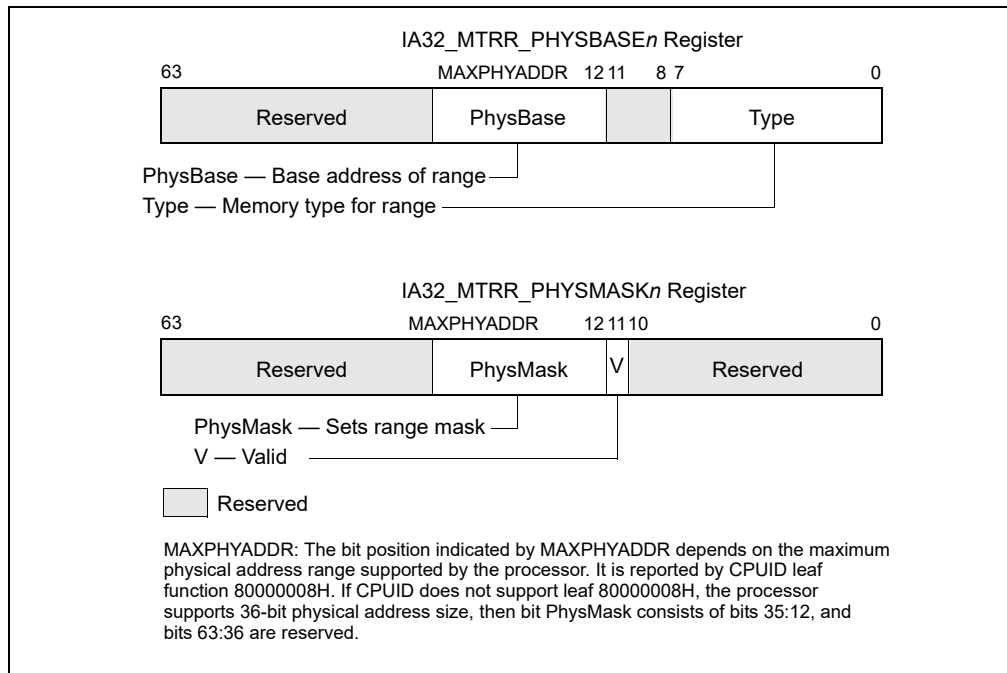 IA32_MTRR_PHYSBASEn Register
63 MAXPHYADDR 12 11 8 7 0
Reserved PhysBase Type
PhysBase — Base address of range
Type — Memory type for range
IA32_MTRR_PHYSMASKn Register
63 MAXPHYADDR 12 11 10 0
Reserved PhysMask V Reserved
PhysMask — Sets range mask
V — Valid
Reserved
MAXPHYADDR: The bit position indicated by MAXPHYADDR depends on the maximum
physical address range supported by the processor. It is reported by CPUID leaf
function 80000008H. If CPUID does not support leaf 80000008H, the processor
supports 36-bit physical address size, then bit PhysMask consists of bits 35:12, and
bits 63:36 are reserved.